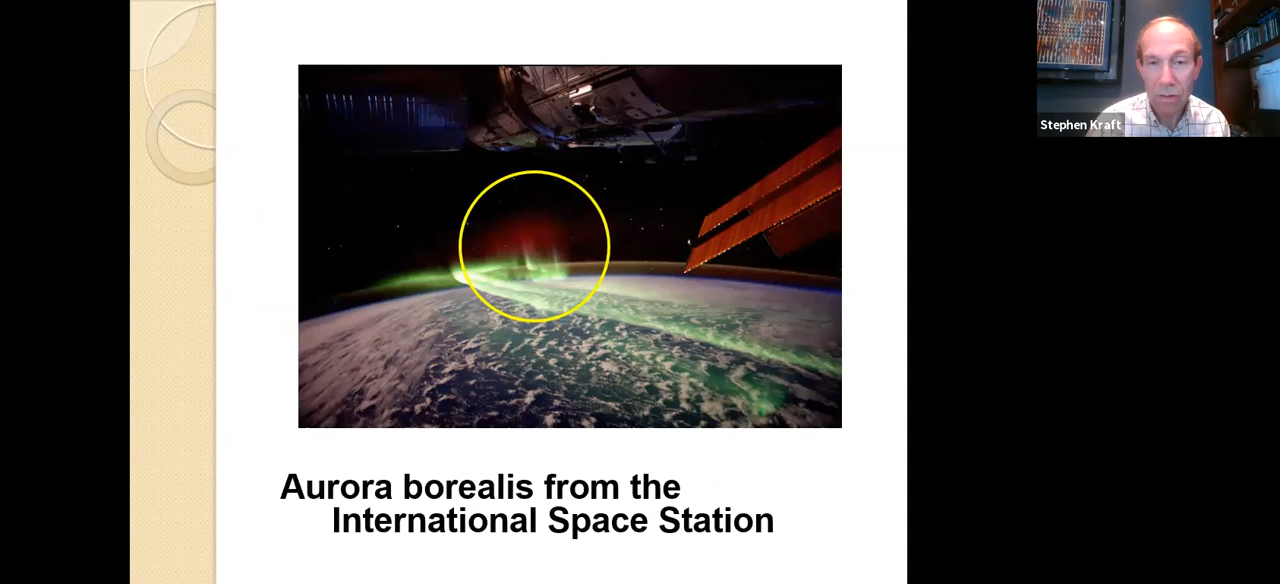 Stephen Kraft
Aurora borealis from the
International Space Station